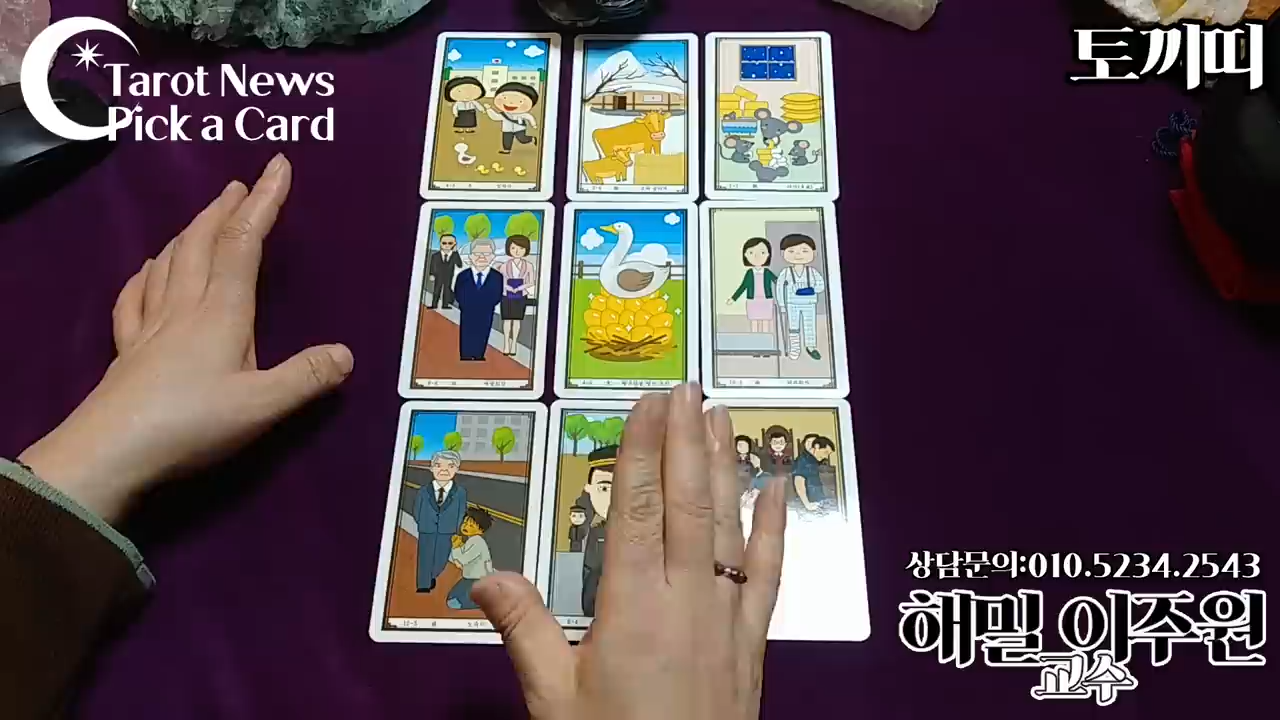 Tarot News
Pick a Card
토끼띠
상담문의:010.5234.2543
해밀 이주원
교수